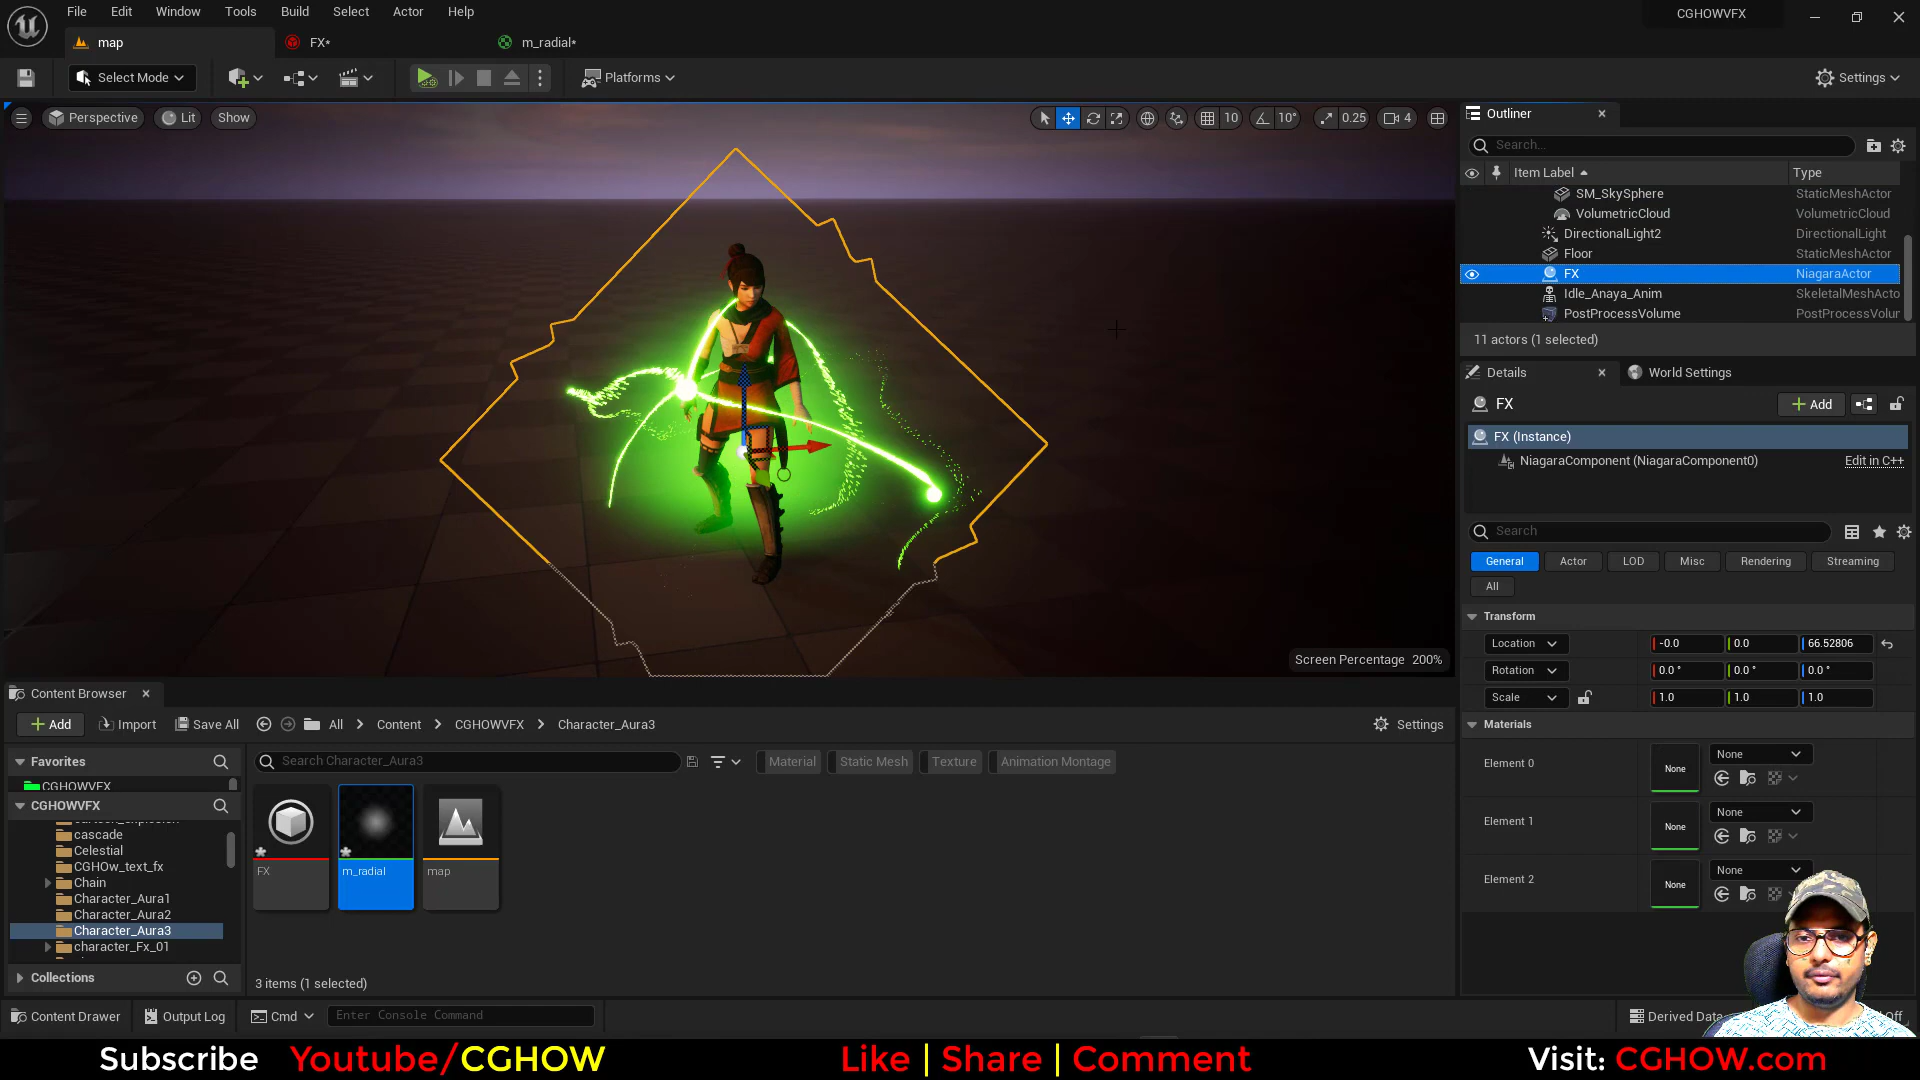 File Edit Window Tools Build Select Actor Help CGHOWVFX
map FX* m_radial*
Select Mode Platforms Settings
Perspective Lit Show 10 10° 0.25 4
Outliner
Search...
Item Label Type
SM_SkySphere StaticMeshActor
VolumetricCloud VolumetricCloud
DirectionalLight2 DirectionalLight
Floor StaticMeshActor
FX NiagaraActor
Idle_Anaya_Anim SkeletalMeshActo
PostProcessVolume PostProcessVolur
11 actors (1 selected)
Details World Settings
FX Add
FX (Instance)
NiagaraComponent (NiagaraComponent0) Edit in C++
Search
General Actor LOD Misc Rendering Streaming
All
Transform
Location -0.0 0.0 66.52806
Rotation 0.0° 0.0° 0.0°
Scale 1.0 1.0 1.0
Materials
Element 0 None None
Element 1 None None
Element 2 None None
Screen Percentage 200%
Content Browser
Add Import Save All All Content CGHOWVFX Character_Aura3 Settings
Favorites
CGHOWVFX
CGHOWVFX
cascade
Celestial
CGHOw_text_fx
Chain
Character_Aura1
Character_Aura2
Character_Aura3
character_Fx_01
Collections
Search Character_Aura3 Material Static Mesh Texture Animation Montage
FX m_radial map
3 items (1 selected)
Content Drawer Output Log Cmd Enter Console Command Derived Data Off
Subscribe Youtube/CGHOW Like | Share | Comment Visit: CGHOW.com